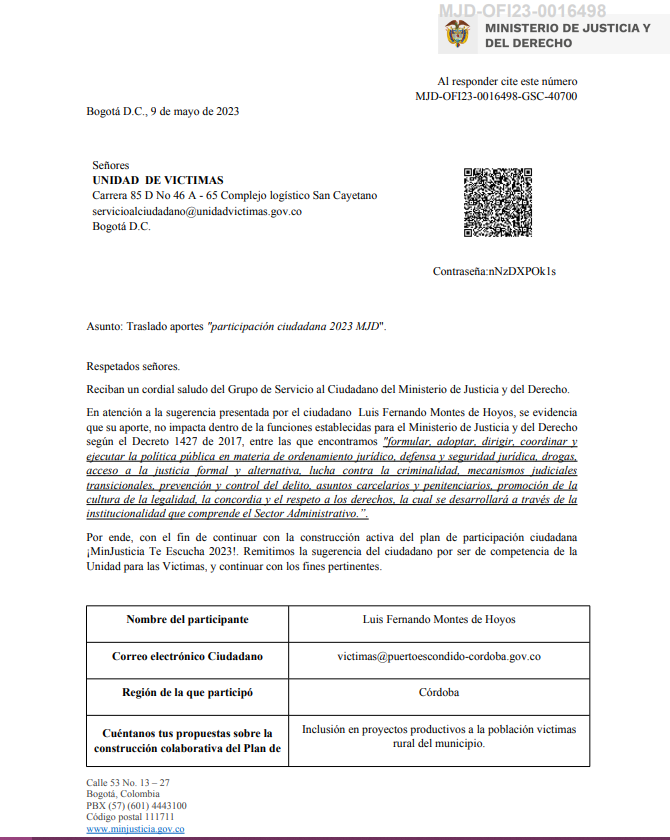 MJD-OFI23-0016498
MINISTERIO DE JUSTICIA Y
DEL DERECHO
Al responder cite este número
MJD-OFI23-0016498-GSC-40700
Bogotá D.C., 9 de mayo de 2023
Señores
UNIDAD DE VICTIMAS
Carrera 85 D No 46 A - 65 Complejo logístico San Cayetano
servicioalciudadano@unidadvictimas.gov.co
Bogotá D.C.
Contraseña:nNzDXPOk1s
Asunto: Traslado aportes "participación ciudadana 2023 MJD".
Respetados señores.
Reciban un cordial saludo del Grupo de Servicio al Ciudadano del Ministerio de Justicia y del Derecho.
En atención a la sugerencia presentada por el ciudadano Luis Fernando Montes de Hoyos, se evidencia
que su aporte, no impacta dentro de la funciones establecidas para el Ministerio de Justicia y del Derecho
según el Decreto 1427 de 2017, entre las que encontramos "formular, adoptar, dirigir, coordinar y
ejecutar la política pública en materia de ordenamiento jurídico, defensa y seguridad jurídica, drogas,
acceso a la justicia formal y alternativa, lucha contra la criminalidad, mecanismos judiciales
transicionales, prevención y control del delito, asuntos carcelarios y penitenciarios, promoción de la
cultura de la legalidad, la concordia y el respeto a los derechos, la cual se desarrollará a través de la
institucionalidad que comprende el Sector Administrativo.”.
Por ende, con el fin de continuar con la construcción activa del plan de participación ciudadana
¡MinJusticia Te Escucha 2023!. Remitimos la sugerencia del ciudadano por ser de competencia de la
Unidad para las Victimas, y continuar con los fines pertinentes.
Nombre del participante
Luis Fernando Montes de Hoyos
Correo electrónico Ciudadano
victimas@puertoescondido-cordoba.gov.co
Región de la que participó
Córdoba
Cuéntanos tus propuestas sobre la
construcción colaborativa del Plan de
Inclusión en proyectos productivos a la población victimas
rural del municipio.
Calle 53 No. 13 – 27
Bogotá, Colombia
PBX (57) (601) 4443100
Código postal 111711
www.minjusticia.gov.co